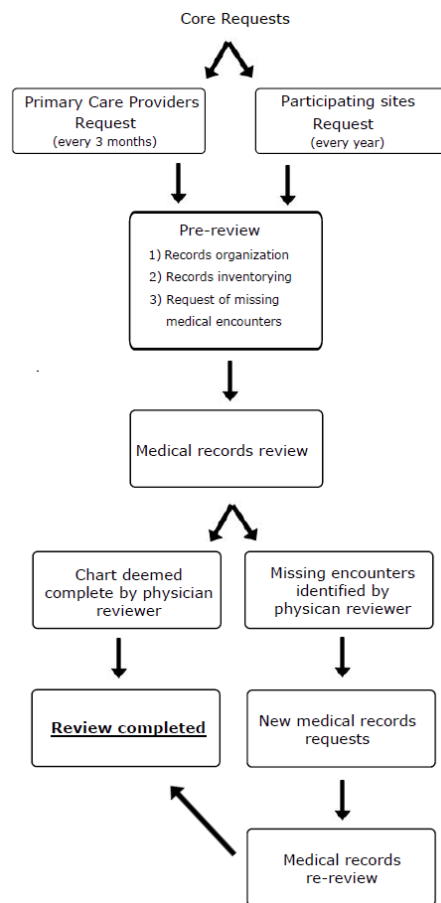 Core Requests
Primary Care Providers
Request
(every 3 months)
Participating sites
Request
(every year)
Pre-review
1) Records organization
2) Records inventorying
3) Request of missing
medical encounters
Medical records review
Chart deemed
complete by physician
reviewer
Missing encounters
identified by
physican reviewer
Review completed
New medical records
requests
Medical records
re-review